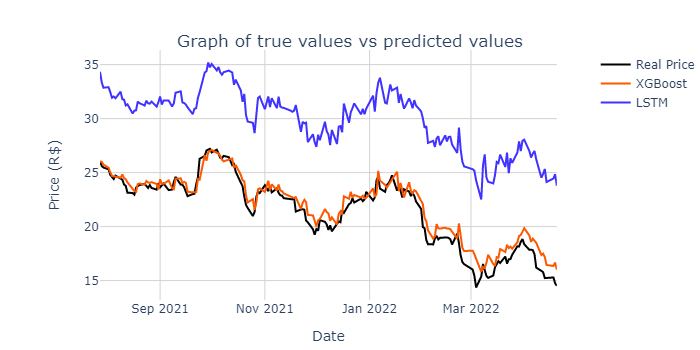 Graph of true values vs predicted values
Real Price
XGBoost
LSTM
35
30
25
20
15
Price (R$)
Sep 2021
Nov 2021
Jan 2022
Mar 2022
Date